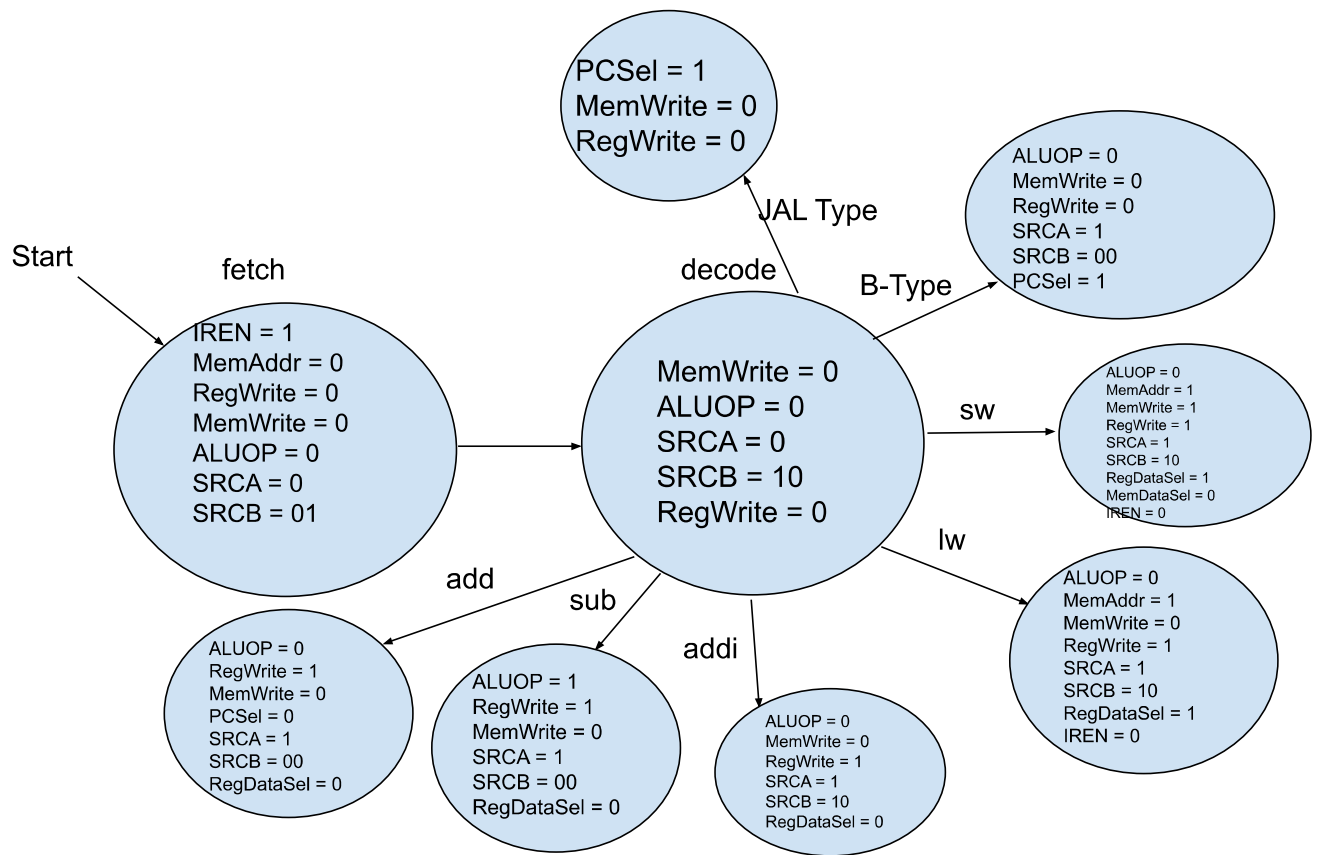 PCSel = 1
MemWrite = 0
RegWrite = 0
JAL Type
B-Type
ALUOP = 0
MemWrite = 0
RegWrite = 0
SRCA = 1
SRCB = 00
PCSel = 1
Start
fetch
IREN = 1
MemAddr = 0
RegWrite = 0
MemWrite = 0
ALUOP = 0
SRCA = 0
SRCB = 01
decode
MemWrite = 0
ALUOP = 0
SRCA = 0
SRCB = 10
RegWrite = 0
sw
ALUOP = 0
MemAddr = 1
MemWrite = 1
RegWrite = 1
SRCA = 1
SRCB = 10
RegDataSel = 1
MemDataSel = 0
IREN = 0
lw
ALUOP = 0
MemAddr = 1
MemWrite = 0
RegWrite = 1
SRCA = 1
SRCB = 10
RegDataSel = 1
IREN = 0
add
ALUOP = 0
RegWrite = 1
MemWrite = 0
PCSel = 0
SRCA = 1
SRCB = 00
RegDataSel = 0
sub
ALUOP = 1
RegWrite = 1
MemWrite = 0
SRCA = 1
SRCB = 00
RegDataSel = 0
addi
ALUOP = 0
MemWrite = 0
RegWrite = 1
SRCA = 1
SRCB = 10
RegDataSel = 0